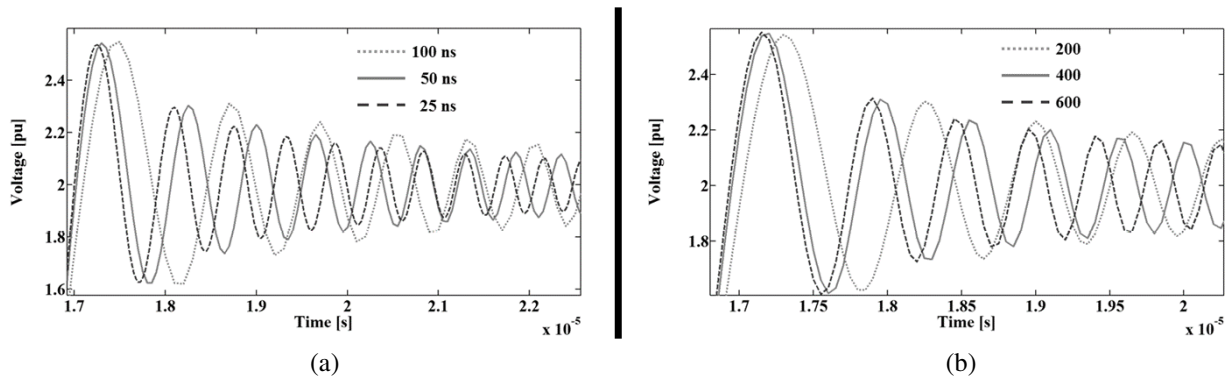 2.4
2.2
2
1.8
1.6
Voltage [pu]
100 ns
50 ns
25 ns
1.7
1.8
1.9
2
2.1
2.2
Time [s]
x 10⁻⁵
(a)
2.4
2.2
2
1.8
Voltage [pu]
200
400
600
1.7
1.75
1.8
1.85
1.9
1.95
2
Time [s]
x 10⁻⁵
(b)